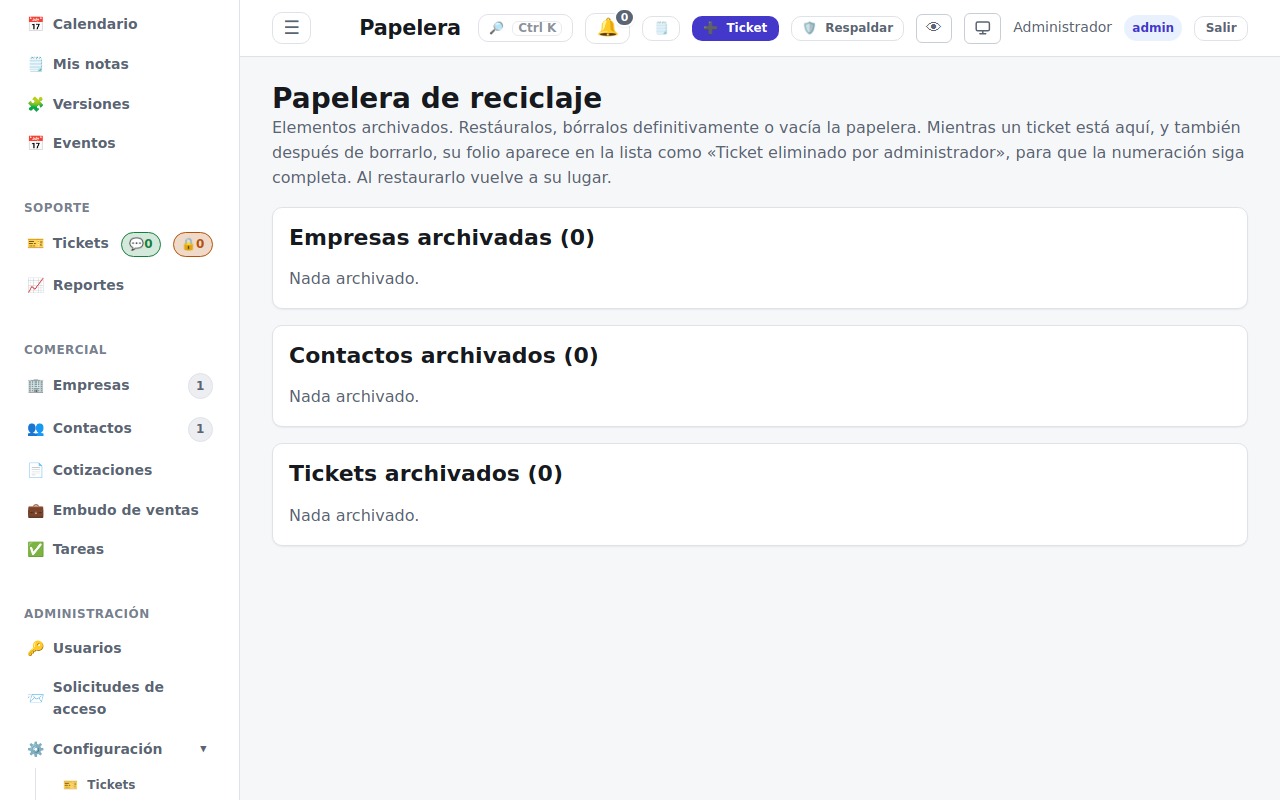 Calendario
Mis notas
Versiones
Eventos
SOPORTE
Tickets 0 0
Reportes
COMERCIAL
Empresas 1
Contactos 1
Cotizaciones
Embudo de ventas
Tareas
ADMINISTRACIÓN
Usuarios
Solicitudes de
acceso
Configuración
Tickets
Papelera Ctrl K 0 Ticket Respaldar Administrador admin Salir
Papelera de reciclaje
Elementos archivados. Restáuralos, bórralos definitivamente o vacía la papelera. Mientras un ticket está aquí, y también
después de borrarlo, su folio aparece en la lista como «Ticket eliminado por administrador», para que la numeración siga
completa. Al restaurarlo vuelve a su lugar.
Empresas archivadas (0)
Nada archivado.
Contactos archivados (0)
Nada archivado.
Tickets archivados (0)
Nada archivado.